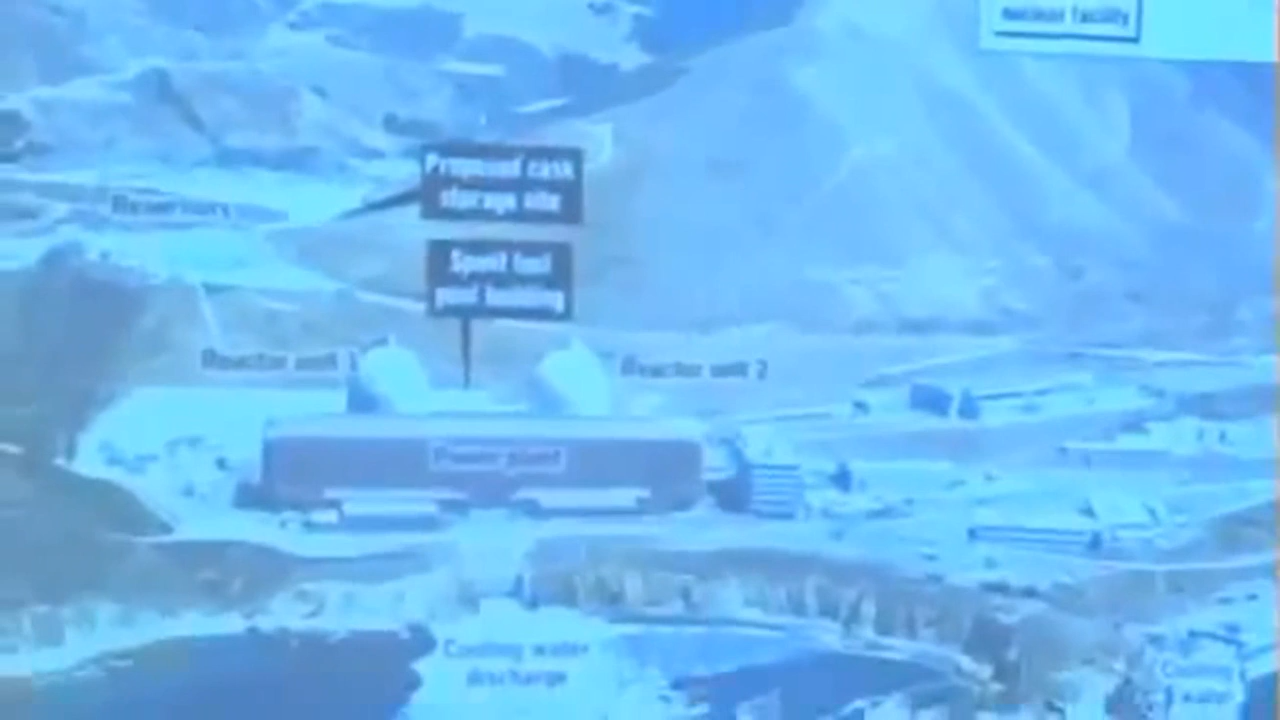 nuclear facility
Proposed cask
storage site
Reservoirs
Spent fuel
pool building
Reactor unit 1
Reactor unit 2
Power plant
Cooling water
discharge
Cooling
water